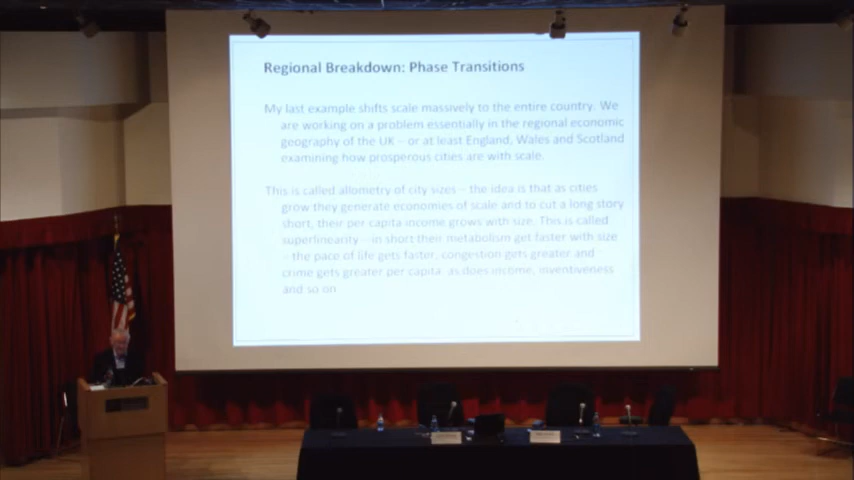 Regional Breakdown: Phase Transitions
My last example shifts scale massively to the entire country. We
are working on a problem essentially in the regional economic
geography of the UK – or at least England, Wales and Scotland
examining how prosperous cities are with scale.
This is called allometry of city sizes – the idea is that as cities
grow they generate economies of scale and to cut a long story
short, their per capita income grows with size. This is called
superlinearity – in short their metabolism get faster with size
– the pace of life gets faster, congestion gets greater and –
crime gets greater per capita, as does income, inventiveness
and so on